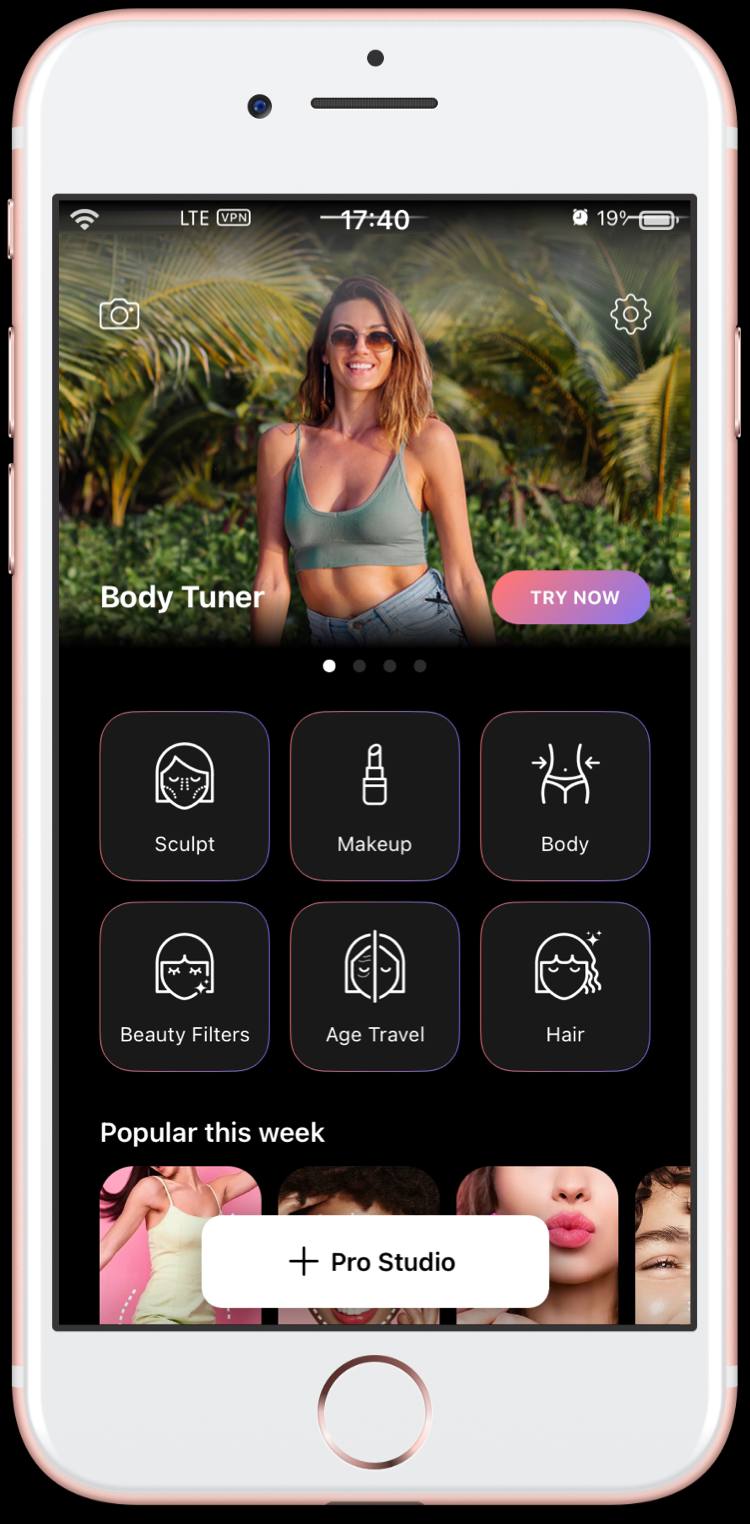 LTE VPN 17:40 19%
Body Tuner TRY NOW
Sculpt Makeup Body
Beauty Filters Age Travel Hair
Popular this week
Pro Studio